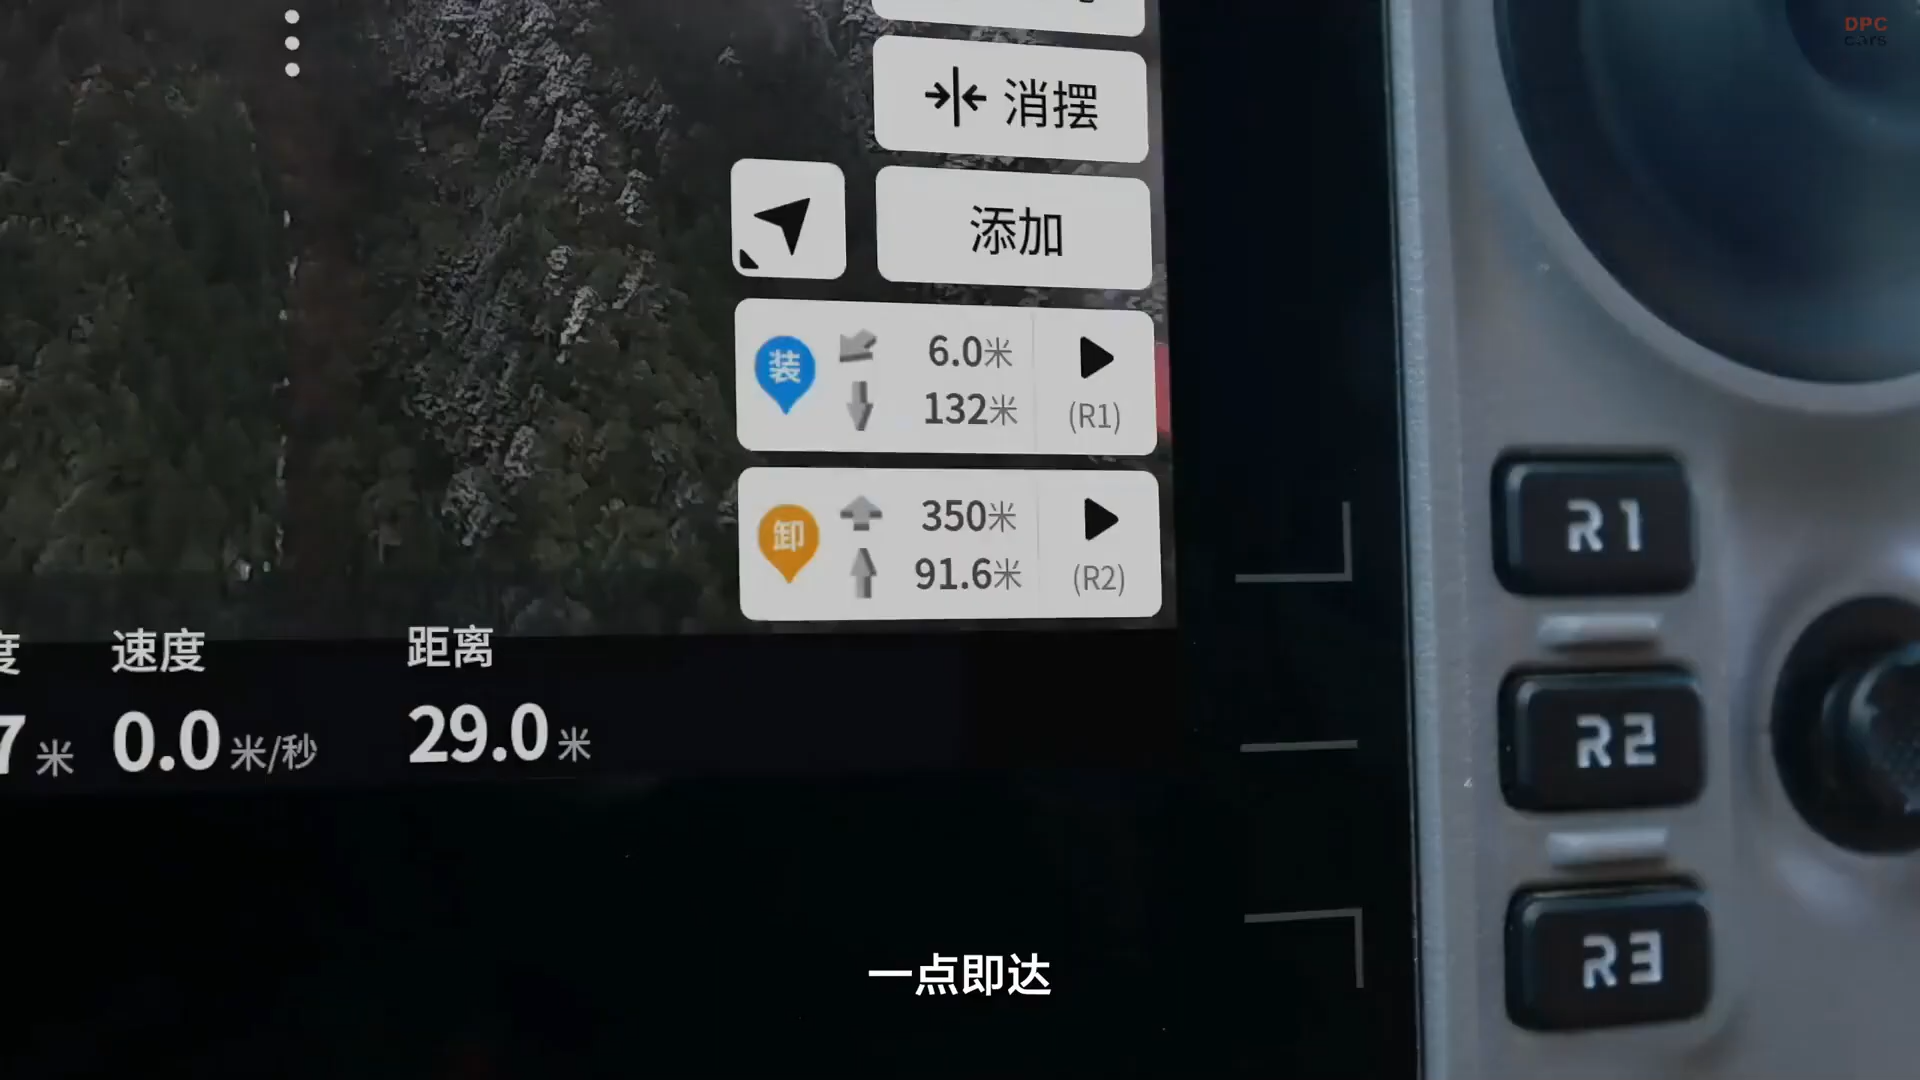 DPC
cars
消摆
添加
装
6.0米
132米
(R1)
卸
350米
91.6米
(R2)
R1
R2
R3
度
速度
距离
7米
0.0米/秒
29.0米
一点即达